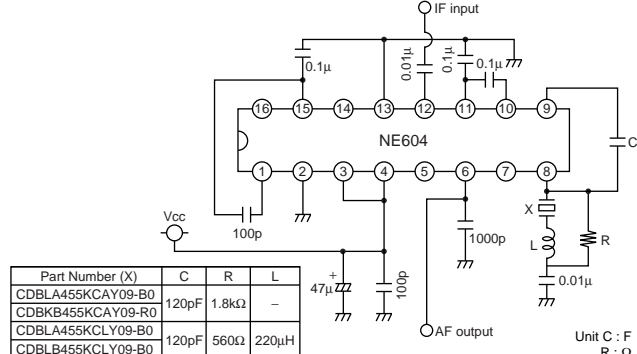 IF input
0.1μ
0.01μ
0.1μ
0.1μ
16 15 14 13 12 11 10 9
NE604
C
1 2 3 4 5 6 7 8
X
Vcc
100p
1000p
L
R
+
47μ
100p
0.01μ
AF output
Part Number (X) C R L
CDBLA455KCAY09-B0 120pF 1.8kΩ –
CDBKB455KCAY09-R0
CDBLA455KCLY09-B0 120pF 560Ω 220μH
CDBLB455KCLY09-B0
Unit C : F
R : Ω